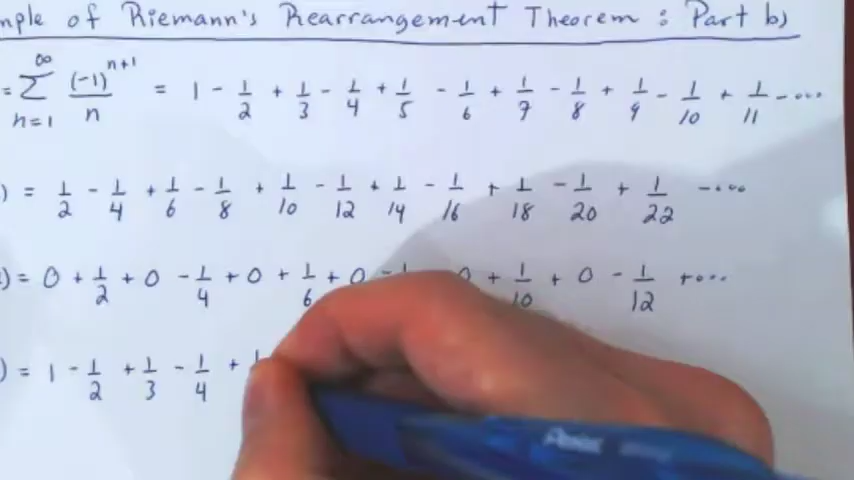 mple of Riemann's Rearrangement Theorem : Part b)
= ∞ Σ n=1 (-1)^{n+1}/n = 1 - 1/2 + 1/3 - 1/4 + 1/5 - 1/6 + 1/7 - 1/8 + 1/9 - 1/10 + 1/11 - ...
) = 1/2 - 1/4 + 1/6 - 1/8 + 1/10 - 1/12 + 1/14 - 1/16 + 1/18 - 1/20 + 1/22 - ...
) = 0 + 1/2 + 0 - 1/4 + 0 + 1/6 + 0 - 0 + 1/10 + 0 - 1/12 + ...
) = 1 - 1/2 + 1/3 - 1/4 + 1
Pentel